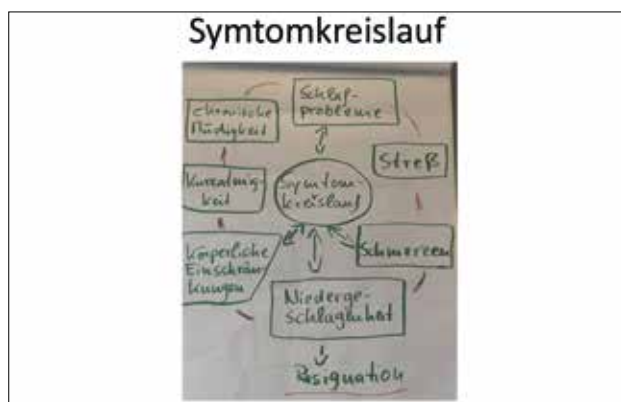 Symtomkreislauf
Schlaf-
probleme
chronische
Müdigkeit
Streß
Kurzatmig-
keit
Symtom-
kreislauf
körperliche
Einschrän-
kungen
Schmerzen
Niederge-
schlagenheit
Resignation